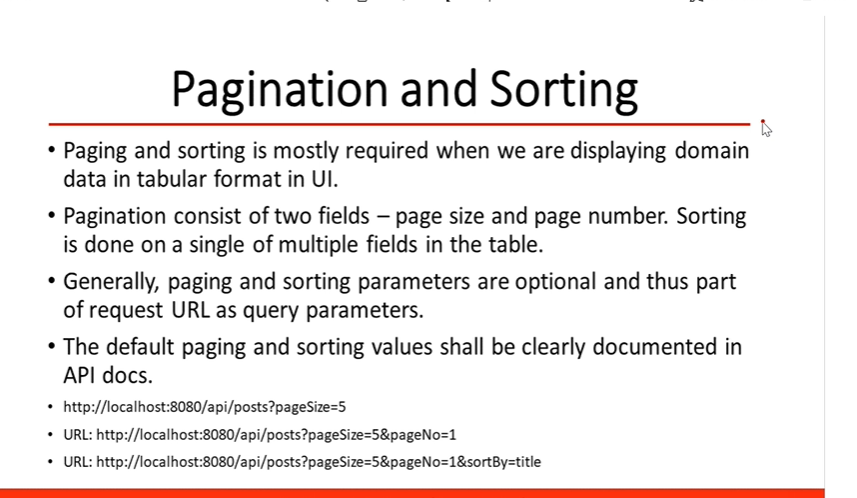 Pagination and Sorting
• Paging and sorting is mostly required when we are displaying domain
data in tabular format in UI.
• Pagination consist of two fields – page size and page number. Sorting
is done on a single of multiple fields in the table.
• Generally, paging and sorting parameters are optional and thus part
of request URL as query parameters.
• The default paging and sorting values shall be clearly documented in
API docs.
• http://localhost:8080/api/posts?pageSize=5
• URL: http://localhost:8080/api/posts?pageSize=5&pageNo=1
• URL: http://localhost:8080/api/posts?pageSize=5&pageNo=1&sortBy=title